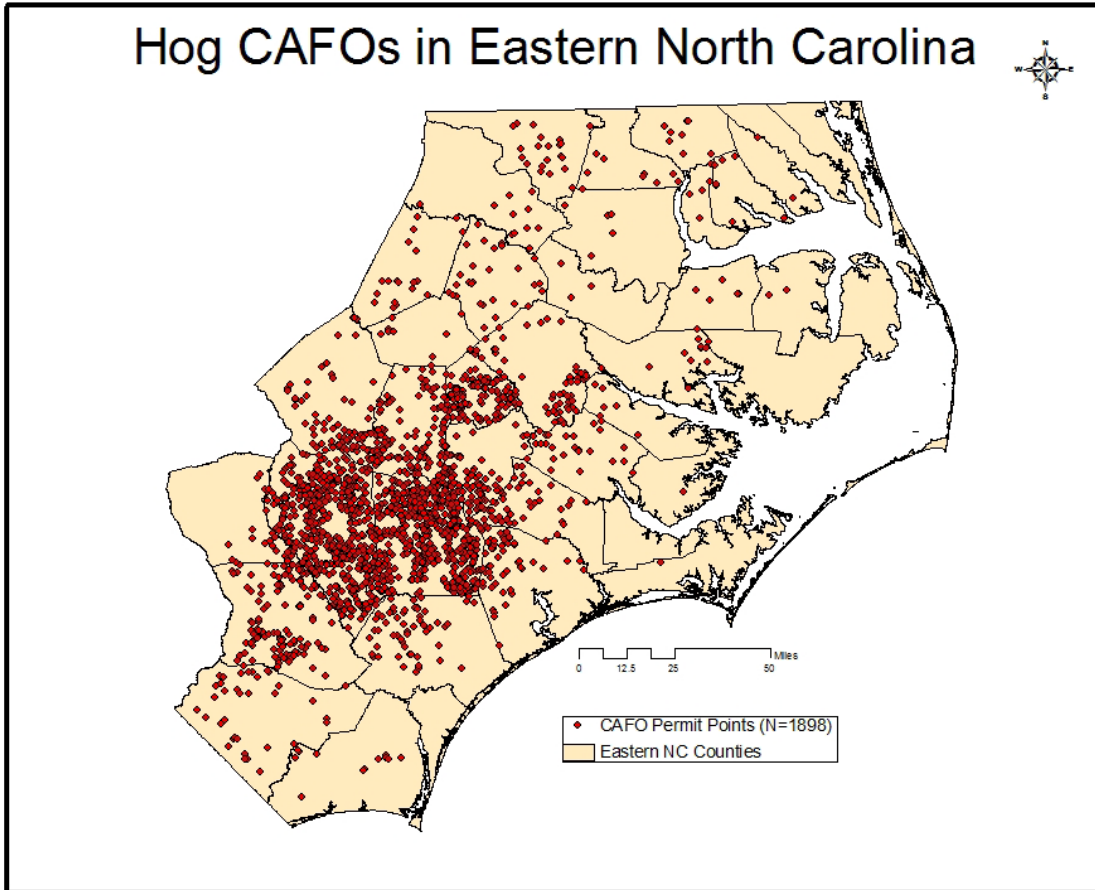 Hog CAFOs in Eastern North Carolina
N
W E
S
Miles
0 12.5 25 50
CAFO Permit Points (N=1898)
Eastern NC Counties